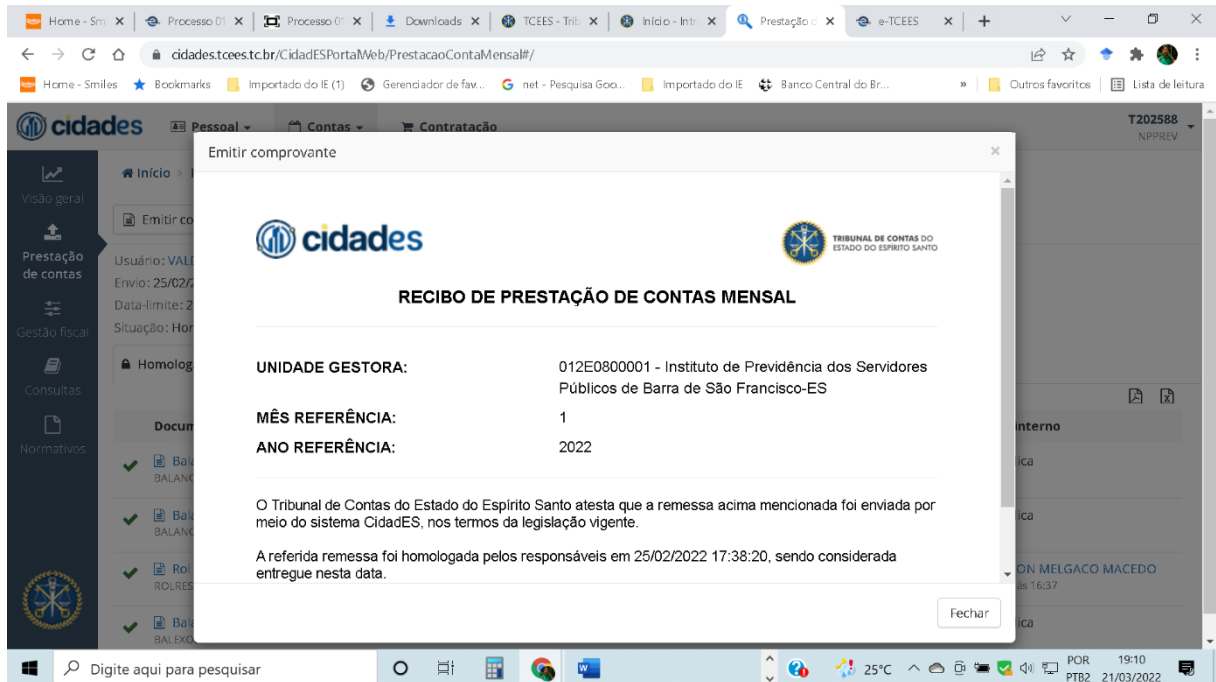 Home - Sm
Processo 01
Processo 01
Downloads
TCEES - Trib
Início - Intr
Prestação d
e-TCEES
cidades.tcees.tc.br/CidadESPortalWeb/PrestacaoContaMensal#/
Home - Smiles
Bookmarks
Importado do IE (1)
Gerenciador de fav...
net - Pesquisa Goo...
Importado do IE
Banco Central do Br...
»
Outros favoritos
Lista de leitura
cidades
Pessoal
Contas
Contratação
T202588
NPPREV
Visão geral
Prestação
de contas
Gestão fiscal
Consultas
Normativos
Início >
Emitir co
Usuário: VAL
Envio: 25/02/2
Data-limite: 2
Situação: Hor
Homolog
Docum
Bala
BALANC
Bala
BALANC
Rol
ROLRES
Bala
BALEXO
Emitir comprovante
×
cidades
TRIBUNAL DE CONTAS DO
ESTADO DO ESPÍRITO SANTO
RECIBO DE PRESTAÇÃO DE CONTAS MENSAL
UNIDADE GESTORA: 012E0800001 - Instituto de Previdência dos Servidores
Públicos de Barra de São Francisco-ES
MÊS REFERÊNCIA: 1
ANO REFERÊNCIA: 2022
O Tribunal de Contas do Estado do Espírito Santo atesta que a remessa acima mencionada foi enviada por
meio do sistema CidadES, nos termos da legislação vigente.
A referida remessa foi homologada pelos responsáveis em 25/02/2022 17:38:20, sendo considerada
entregue nesta data.
Fechar
interno
ica
ica
ON MELGACO MACEDO
às 16:37
ica
Digite aqui para pesquisar
25°C
POR
PTB2
19:10
21/03/2022